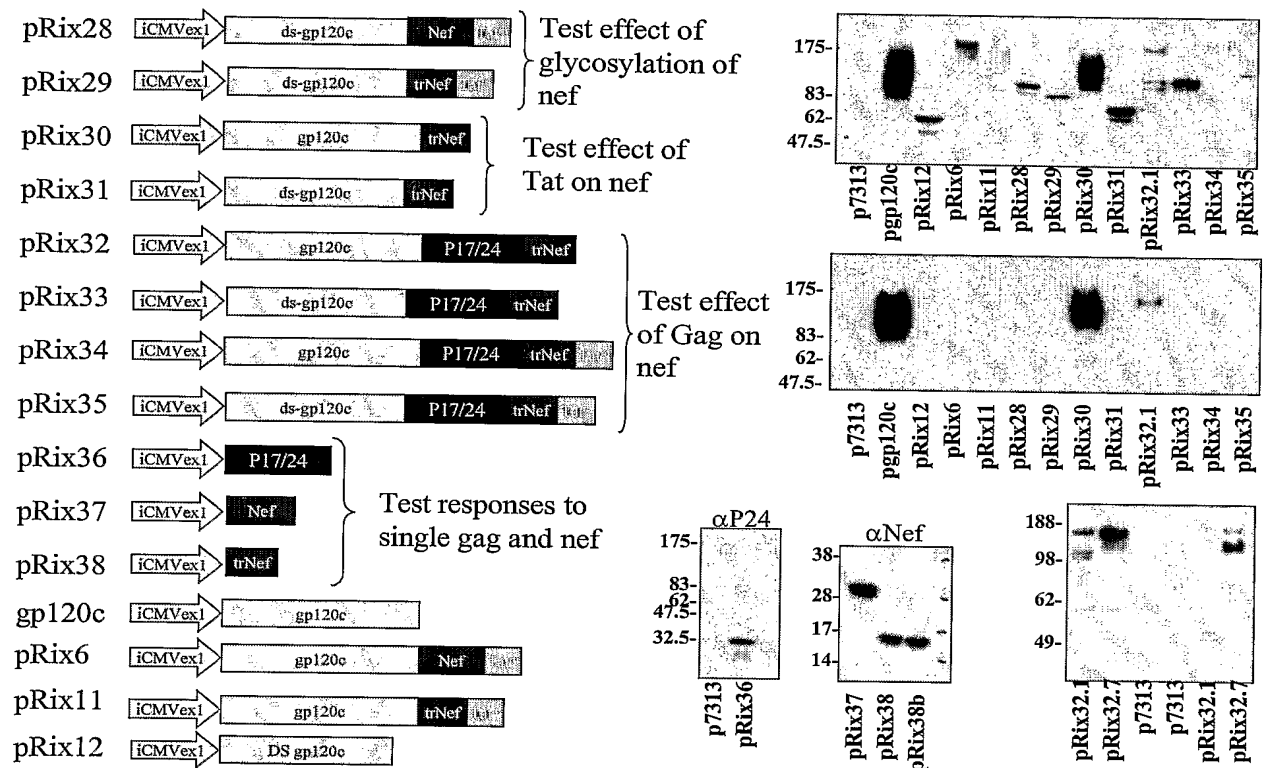 pRix28 iCMVex1 ds-gp120c Nef
pRix29 iCMVex1 ds-gp120c trNef
Test effect of
glycosylation of
nef
pRix30 iCMVex1 gp120c trNef
pRix31 iCMVex1 ds-gp120c trNef
Test effect of
Tat on nef
pRix32 iCMVex1 gp120c P17/24 trNef
pRix33 iCMVex1 ds-gp120c P17/24 trNef
pRix34 iCMVex1 gp120c P17/24 trNef
pRix35 iCMVex1 ds-gp120c P17/24 trNef
Test effect
of Gag on
nef
pRix36 iCMVex1 P17/24
pRix37 iCMVex1 Nef
pRix38 iCMVex1 trNef
Test responses to
single gag and nef
gp120c iCMVex1 gp120c
pRix6 iCMVex1 gp120c Nef
pRix11 iCMVex1 gp120c trNef
pRix12 iCMVex1 DS gp120c
175-
83-
62-
47.5-
p7313 pgp120c pRix12 pRix6 pRix11 pRix28 pRix29 pRix30 pRix31 pRix32.1 pRix33 pRix34 pRix35
175-
83-
62-
47.5-
p7313 pgp120c pRix12 pRix6 pRix11 pRix28 pRix29 pRix30 pRix31 pRix32.1 pRix33 pRix34 pRix35
αP24
175-
83-
62-
47.5-
32.5-
p7313 pRix36
αNef
38-
28-
17-
14-
pRix37 pRix38 pRix38b
188-
98-
62-
49-
pRix32.1 pRix32.7 p7313 p7313 pRix32.1 pRix32.7